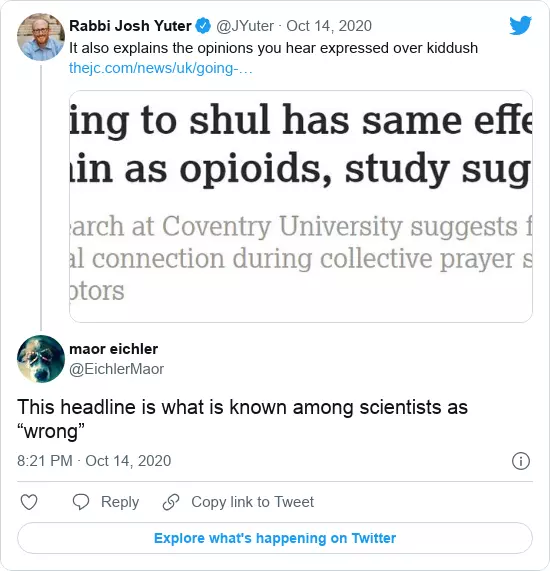 Rabbi Josh Yuter @JYuter · Oct 14, 2020
It also explains the opinions you hear expressed over kiddush
thejc.com/news/uk/going-…
ing to shul has same effe
in as opioids, study sug
earch at Coventry University suggests f
al connection during collective prayer s
ptors
maor eichler
@EichlerMaor
This headline is what is known among scientists as
“wrong”
8:21 PM · Oct 14, 2020
Reply Copy link to Tweet
Explore what's happening on Twitter